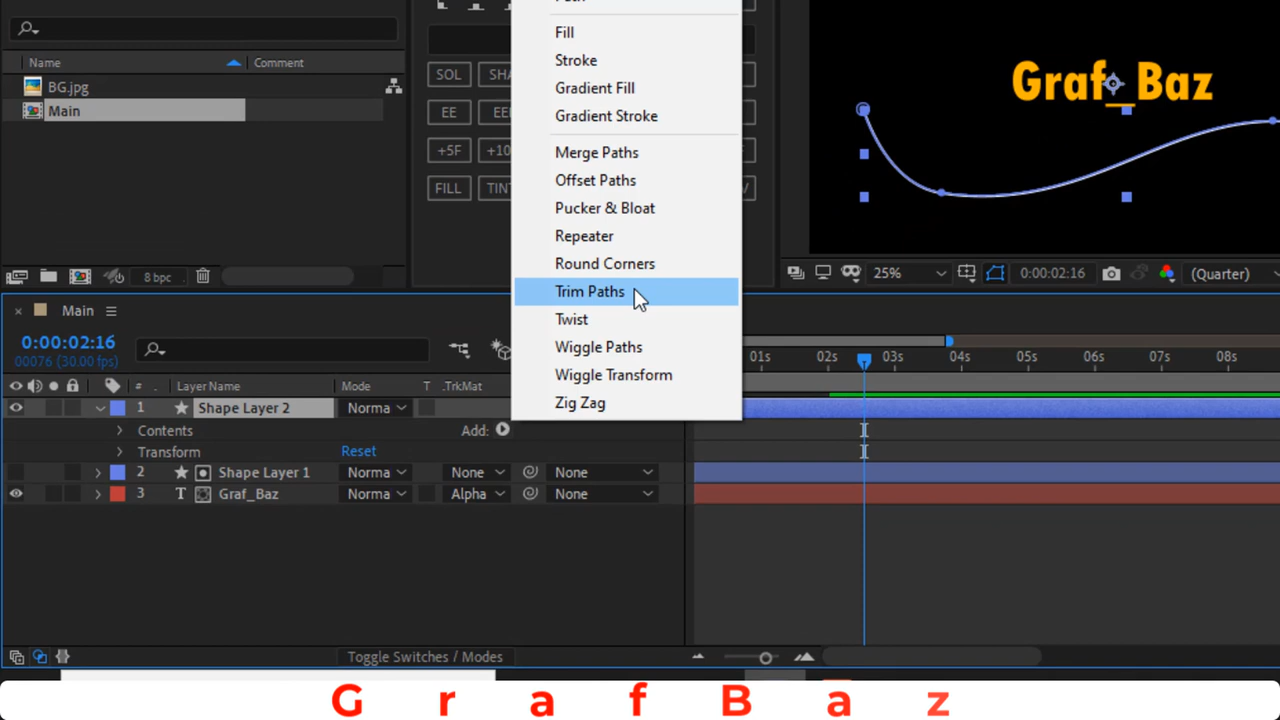 Path
Fill
Stroke
Gradient Fill
Gradient Stroke
Merge Paths
Offset Paths
Pucker & Bloat
Repeater
Round Corners
Trim Paths
Twist
Wiggle Paths
Wiggle Transform
Zig Zag
Name Comment
BG.jpg
Main
8 bpc
SOL
EE
+5F +10
FILL TINT
Graf_Baz
25% 0:00:02:16 (Quarter)
Main
0:00:02:16
00076 (30.00 fps)
01s 02s 03s 04s 05s 06s 07s 08s
# Layer Name Mode T .TrkMat
1 Shape Layer 2 Norma
Contents Add:
Transform Reset
2 Shape Layer 1 Norma None None
3 T Graf_Baz Norma Alpha None
Toggle Switches / Modes
G r a f B a z